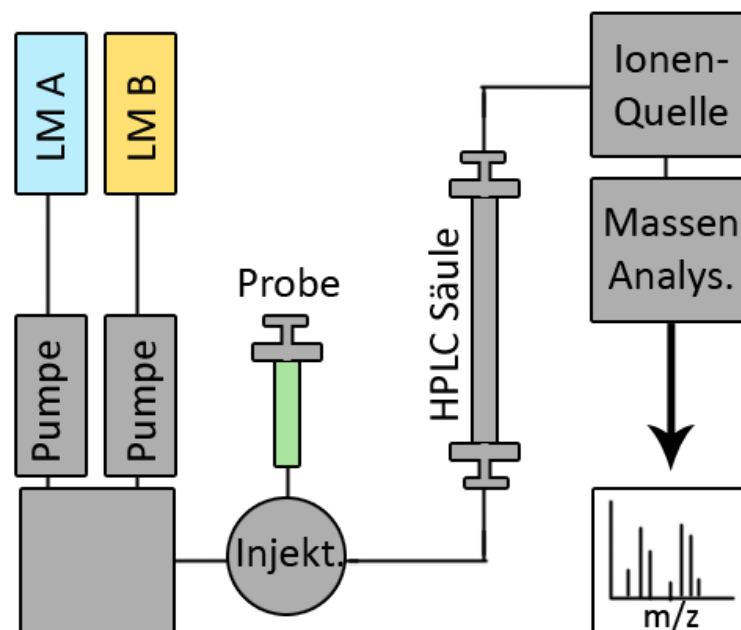 LM A
LM B
Pumpe
Pumpe
Probe
Injekt.
HPLC Säule
Ionen-
Quelle
Massen
Analys.
m/z